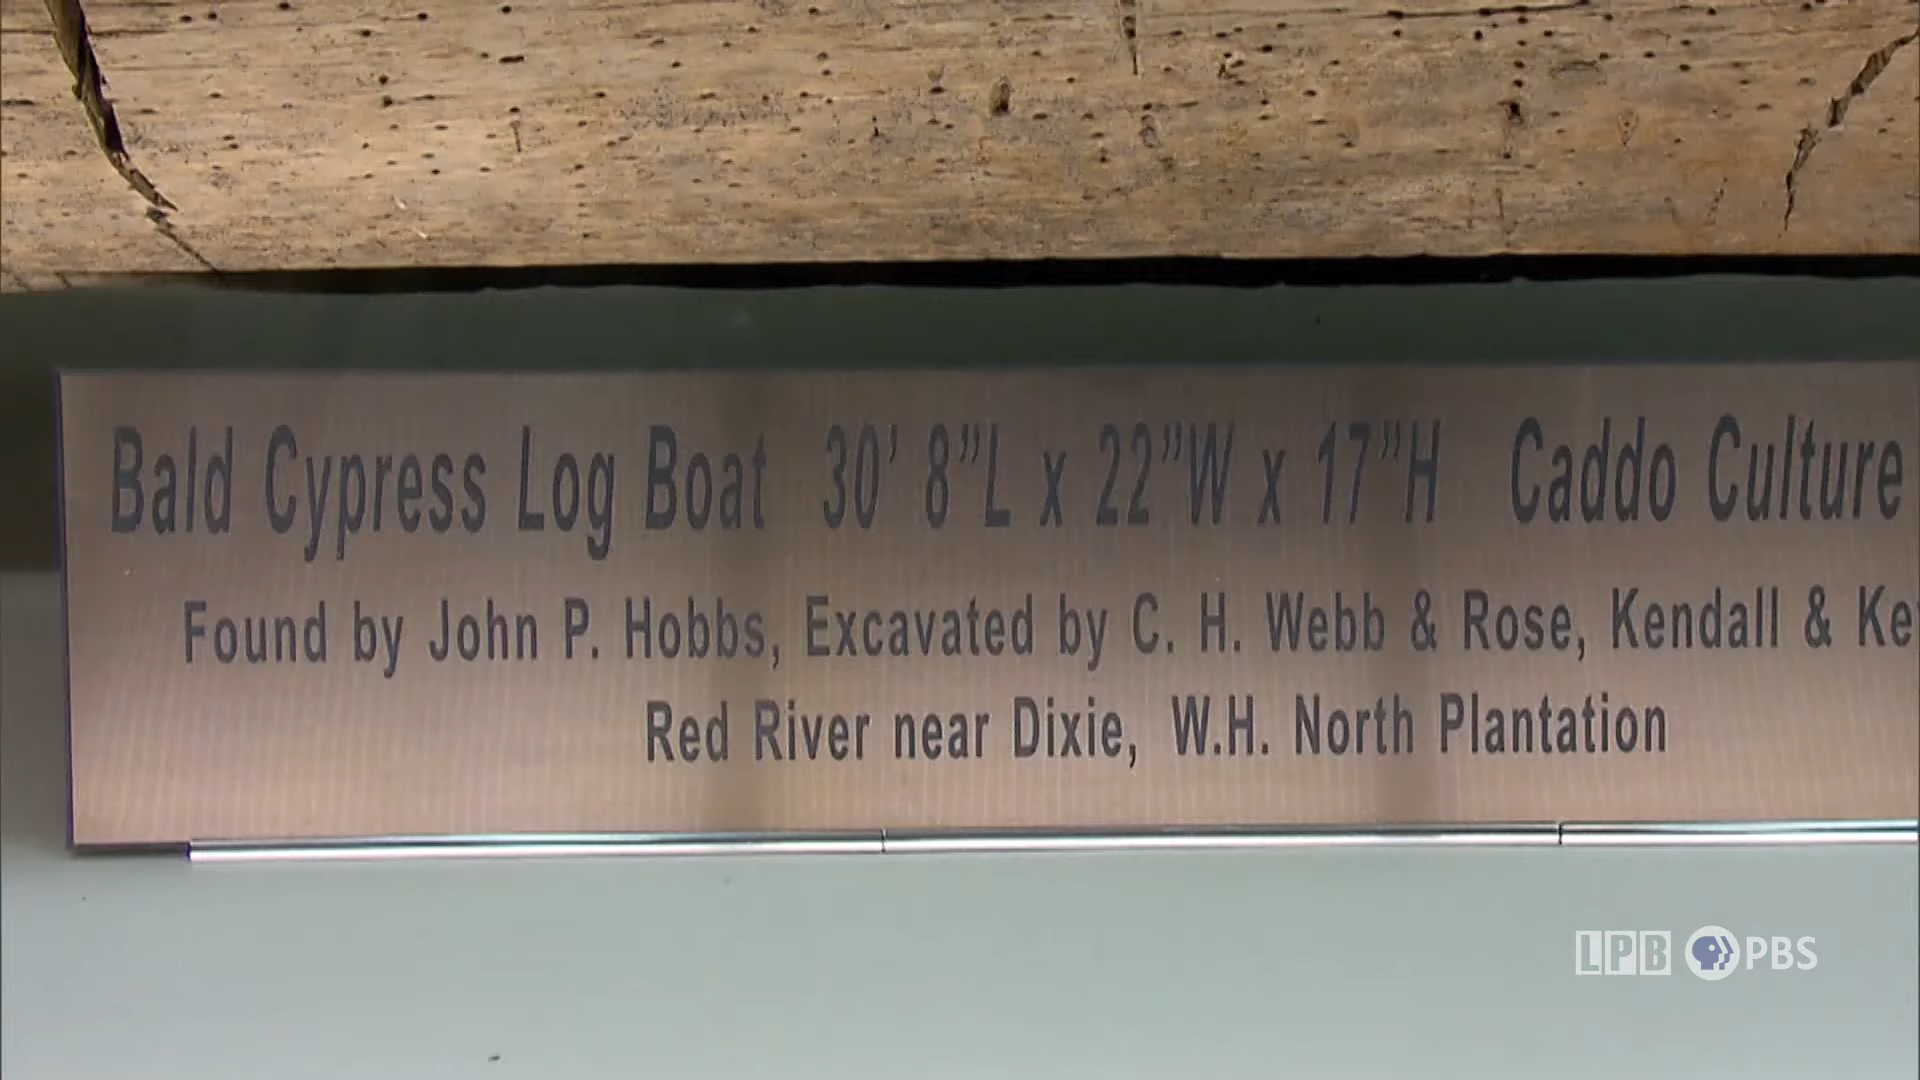 Bald Cypress Log Boat 30’ 8”L x 22”W x 17”H Caddo Culture
Found by John P. Hobbs, Excavated by C. H. Webb & Rose, Kendall &
Red River near Dixie, W.H. North Plantation
LPB PBS